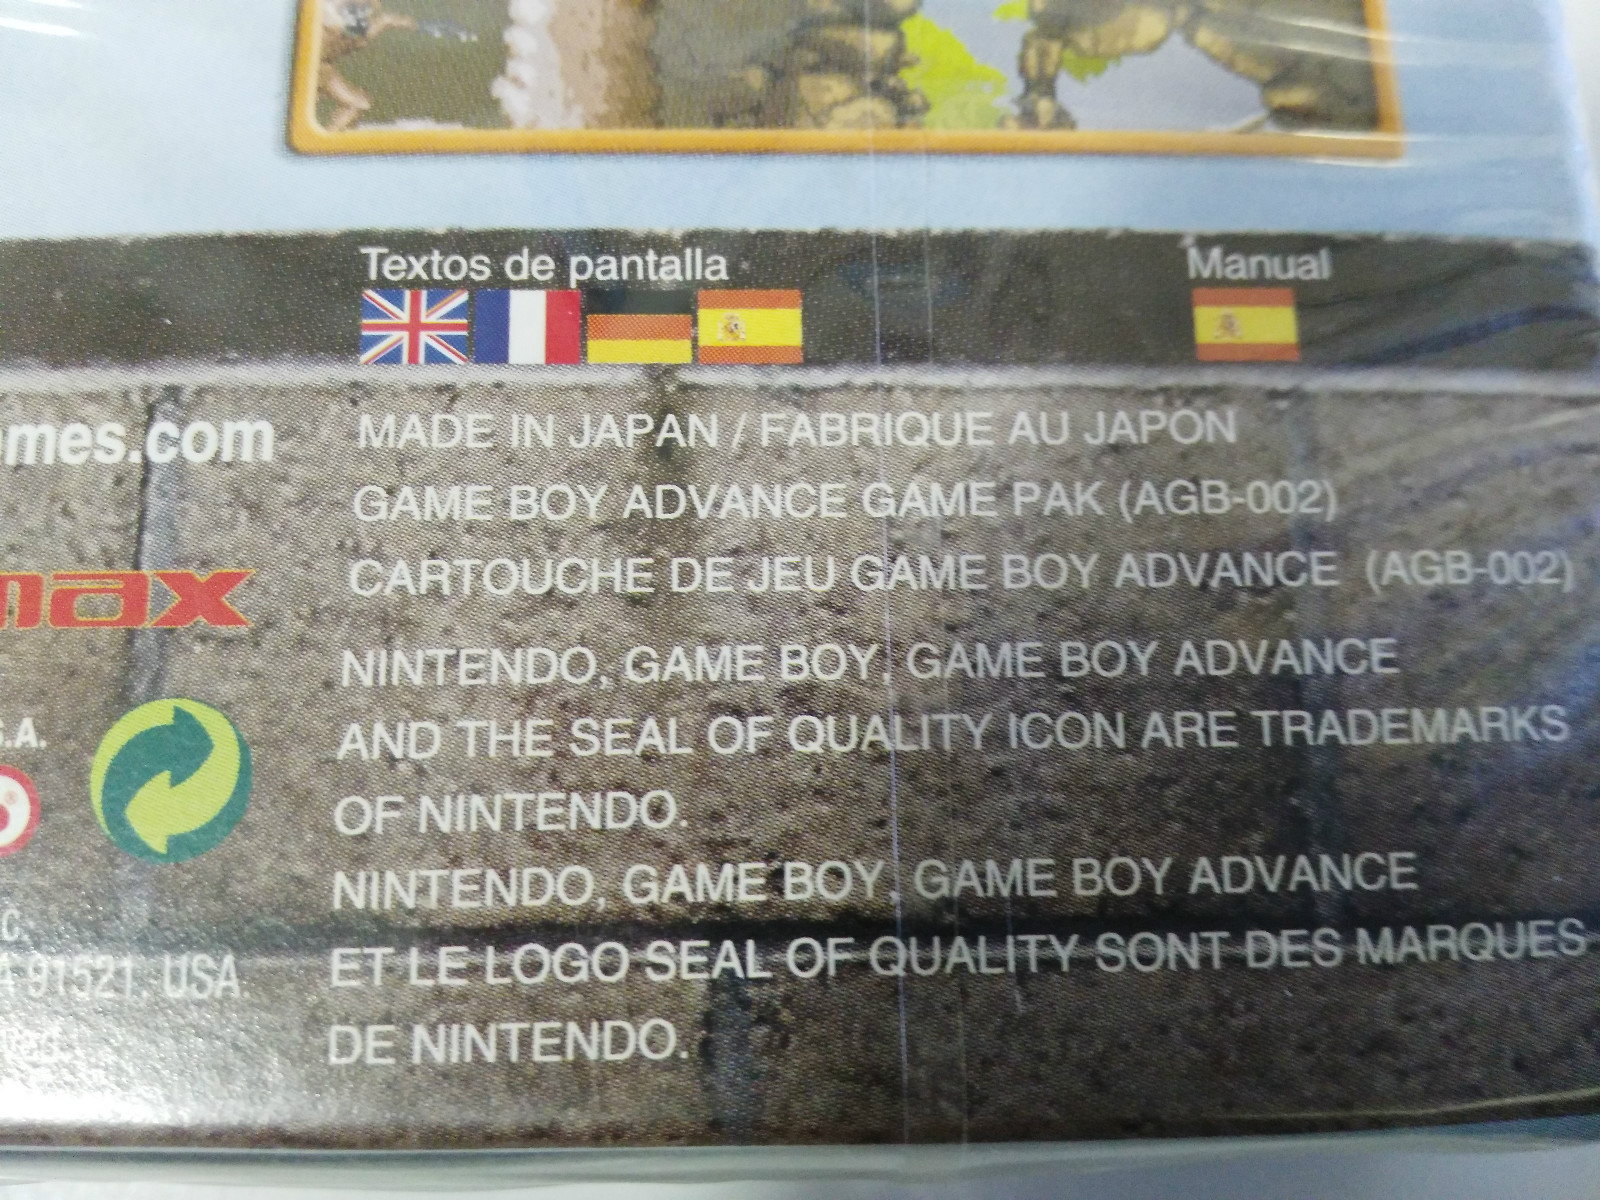 Textos de pantalla
Manual
mes.com
MADE IN JAPAN / FABRIQUE AU JAPON
GAME BOY ADVANCE GAME PAK (AGB-002)
CARTOUCHE DE JEU GAME BOY ADVANCE (AGB-002)
max
NINTENDO, GAME BOY, GAME BOY ADVANCE
AND THE SEAL OF QUALITY ICON ARE TRADEMARKS
OF NINTENDO.
NINTENDO, GAME BOY, GAME BOY ADVANCE
ET LE LOGO SEAL OF QUALITY SONT DES MARQUES
DE NINTENDO.
.A.
C.
91521, USA.